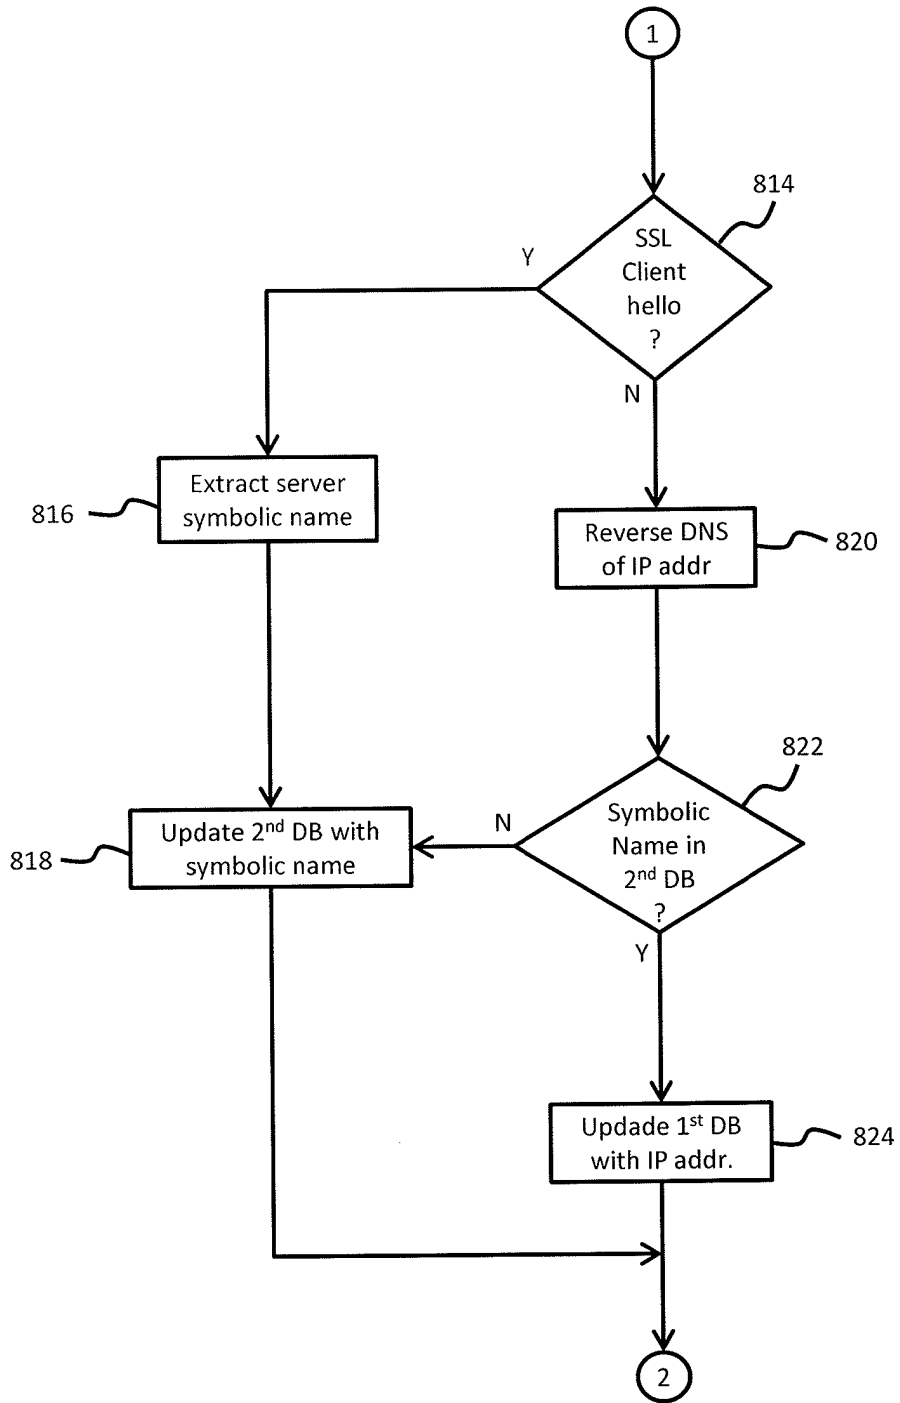 1
814
SSL
Client
hello
?
Y
N
Extract server
symbolic name
816
Reverse DNS
of IP addr
820
822
Symbolic
Name in
2nd DB
?
N
Y
Update 2nd DB with
symbolic name
818
Updade 1st DB
with IP addr.
824
2